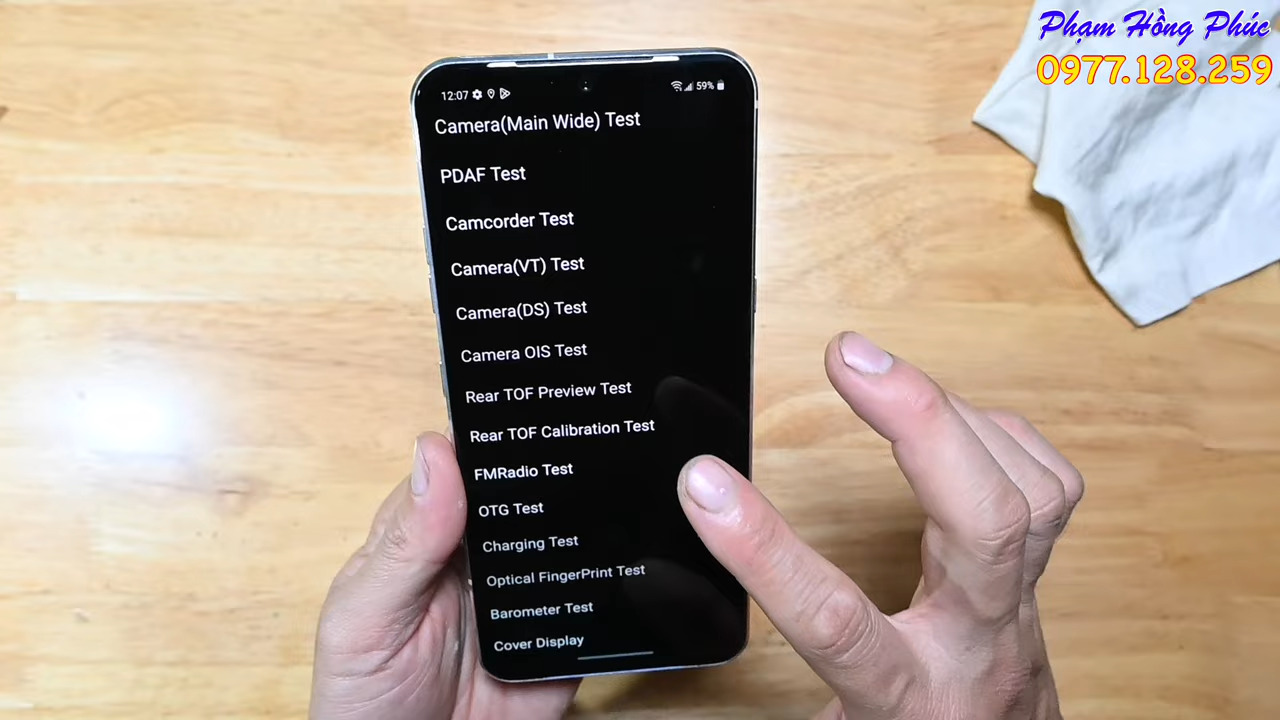 Phạm Hồng Phúc
0977.128.259
12:07
59%
Camera(Main Wide) Test
PDAF Test
Camcorder Test
Camera(VT) Test
Camera(DS) Test
Camera OIS Test
Rear TOF Preview Test
Rear TOF Calibration Test
FMRadio Test
OTG Test
Charging Test
Optical FingerPrint Test
Barometer Test
Cover Display